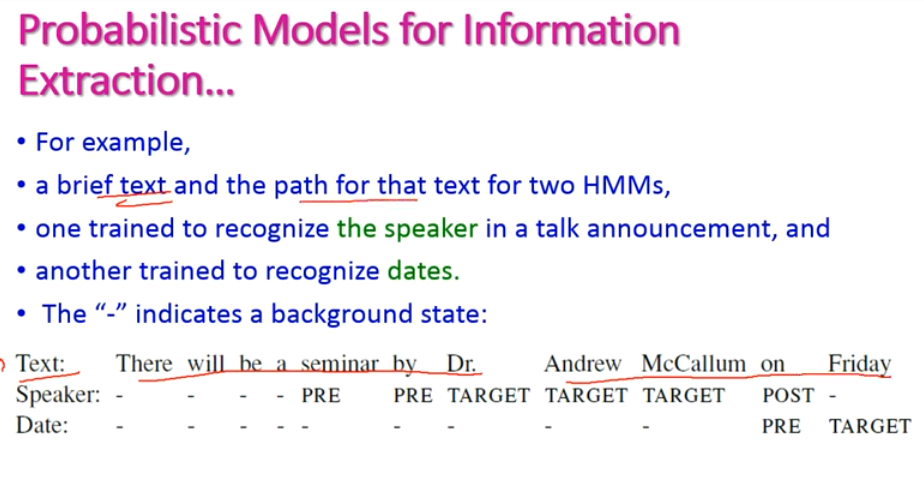 Probabilistic Models for Information
Extraction...
• For example,
• a brief text and the path for that text for two HMMs,
• one trained to recognize the speaker in a talk announcement, and
• another trained to recognize dates.
• The “-” indicates a background state:
Text: There will be a seminar by Dr. Andrew McCallum on Friday
Speaker: - - - - PRE PRE TARGET TARGET TARGET POST -
Date: - - - - - - - - - PRE TARGET